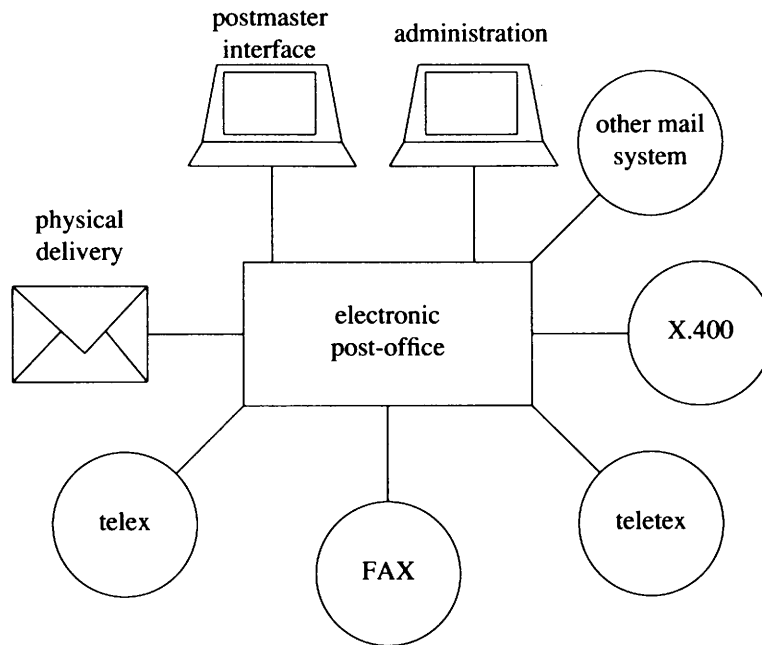 postmaster
interface
administration
other mail
system
physical
delivery
electronic
post-office
X.400
telex
FAX
teletex